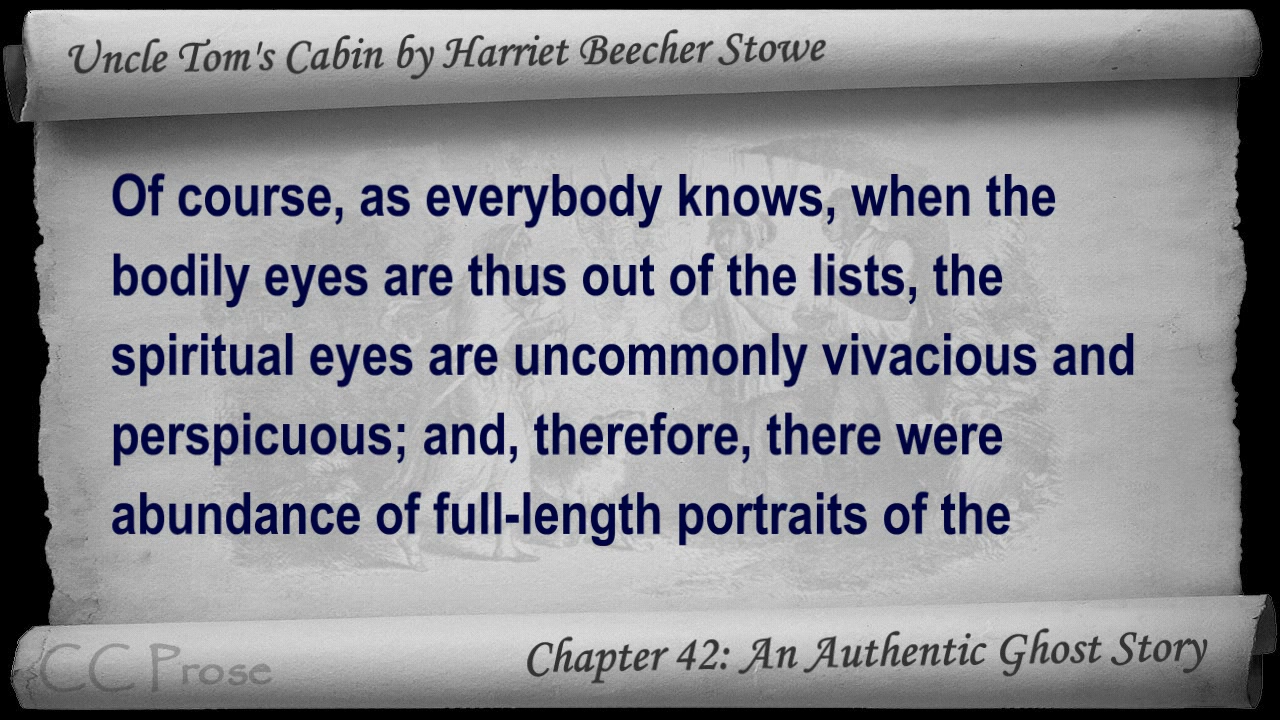 Uncle Tom's Cabin by Harriet Beecher Stowe
Of course, as everybody knows, when the
bodily eyes are thus out of the lists, the
spiritual eyes are uncommonly vivacious and
perspicuous; and, therefore, there were
abundance of full-length portraits of the
CC Prose
Chapter 42: An Authentic Ghost Story